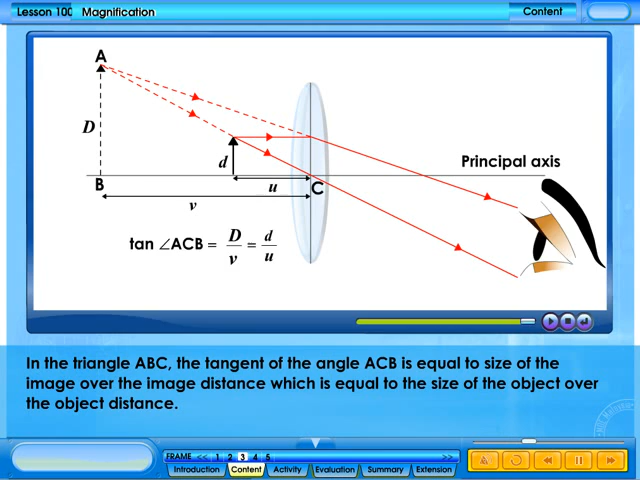 Lesson 100 Magnification
Content
A
D
d
Principal axis
B
u
C
v
tan ∠ACB = D/v = d/u
In the triangle ABC, the tangent of the angle ACB is equal to size of the
image over the image distance which is equal to the size of the object over
the object distance.
FRAME << 1 2 3 4 5 >>
Introduction Content Activity Evaluation Summary Extension